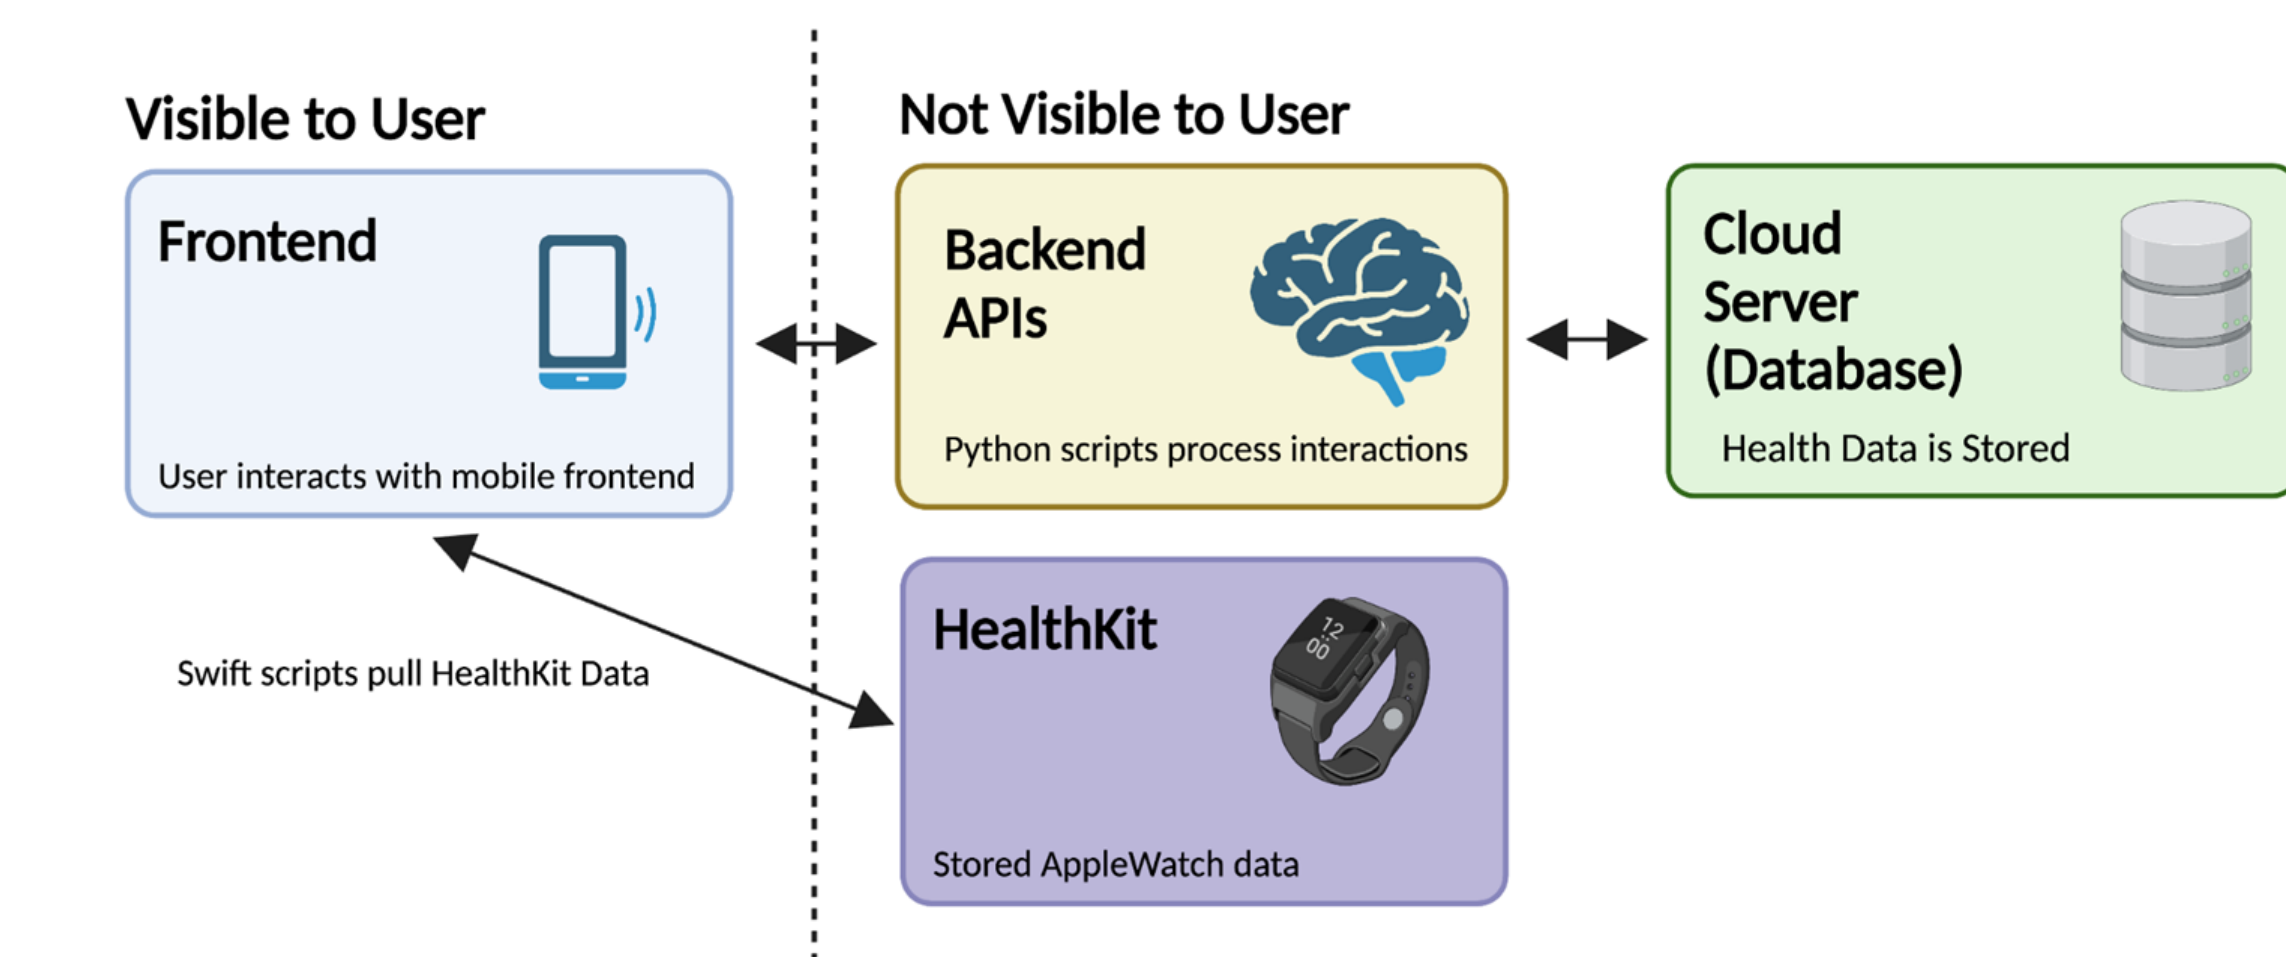 Visible to User
Not Visible to User
Frontend
User interacts with mobile frontend
Backend
APIs
Python scripts process interactions
Cloud
Server
(Database)
Health Data is Stored
Swift scripts pull HealthKit Data
HealthKit
12
00
Stored AppleWatch data